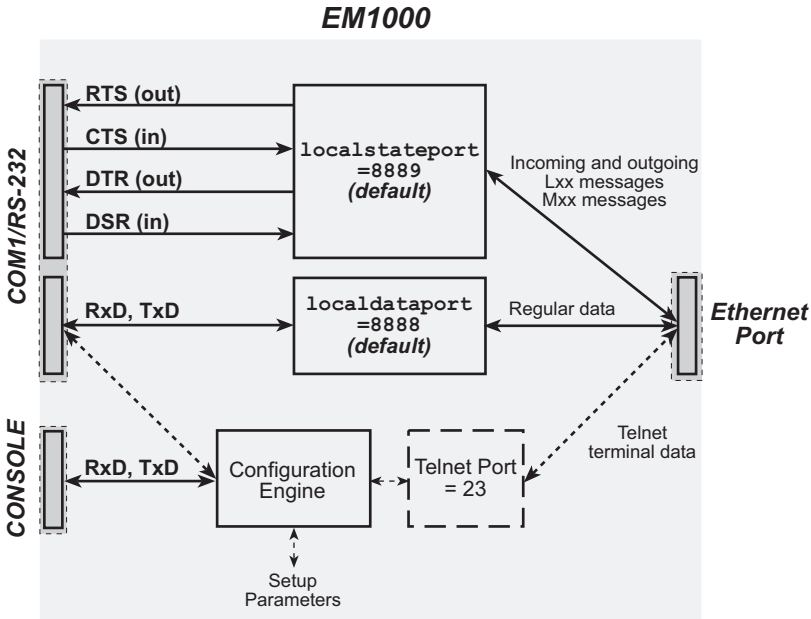 EM1000
COM1/RS-232
RTS (out)
CTS (in)
DTR (out)
DSR (in)
localstateport
=8889
(default)
Incoming and outgoing
Lxx messages
Mxx messages
RxD, TxD
localdataport
=8888
(default)
Regular data
Ethernet
Port
CONSOLE
RxD, TxD
Configuration
Engine
Telnet Port
= 23
Telnet
terminal data
Setup
Parameters